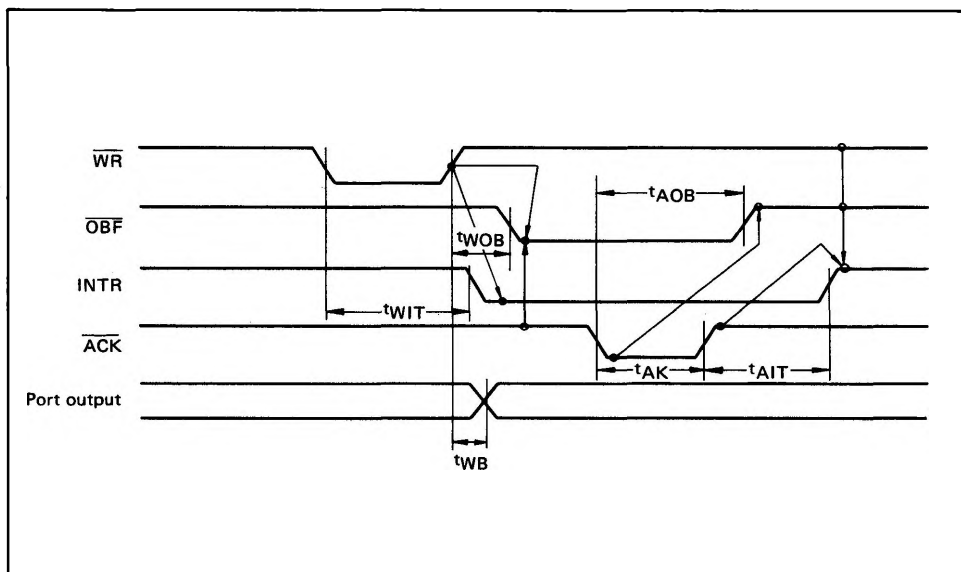 WR
tAOB
OBF
tWOB
INTR
tWIT
ACK
tAK
tAIT
Port output
tWB